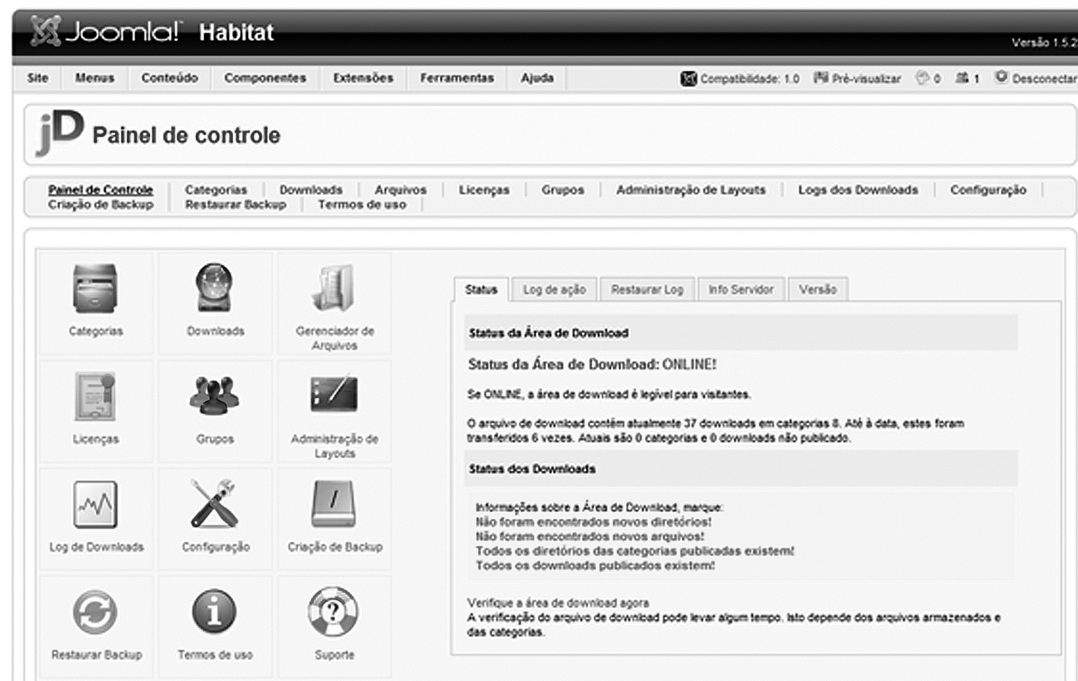 Joomla! Habitat
Versão 1.5.2
Site Menus Conteúdo Componentes Extensões Ferramentas Ajuda Compatibilidade: 1.0 Pré-visualizar 0 1 Desconectar
jD Painel de controle
Painel de Controle Categorias Downloads Arquivos Licenças Grupos Administração de Layouts Logs dos Downloads Configuração
Criação de Backup Restaurar Backup Termos de uso
Categorias
Downloads
Gerenciador de
Arquivos
Licenças
Grupos
Administração de
Layouts
Log de Downloads
Configuração
Criação de Backup
Restaurar Backup
Termos de uso
Suporte
Status Log de ação Restaurar Log Info Servidor Versão
Status da Área de Download
Status da Área de Download: ONLINE!
Se ONLINE, a área de download é legível para visitantes.
O arquivo de download contém atualmente 37 downloads em categorias 8. Até à data, estes foram
transferidos 6 vezes. Atuais são 0 categorias e 0 downloads não publicado.
Status dos Downloads
Informações sobre a Área de Download, marque:
Não foram encontrados novos diretórios!
Não foram encontrados novos arquivos!
Todos os diretórios das categorias publicadas existem!
Todos os downloads publicados existem!
Verifique a área de download agora
A verificação do arquivo de download pode levar algum tempo. Isto depende dos arquivos armazenados e
das categorias.